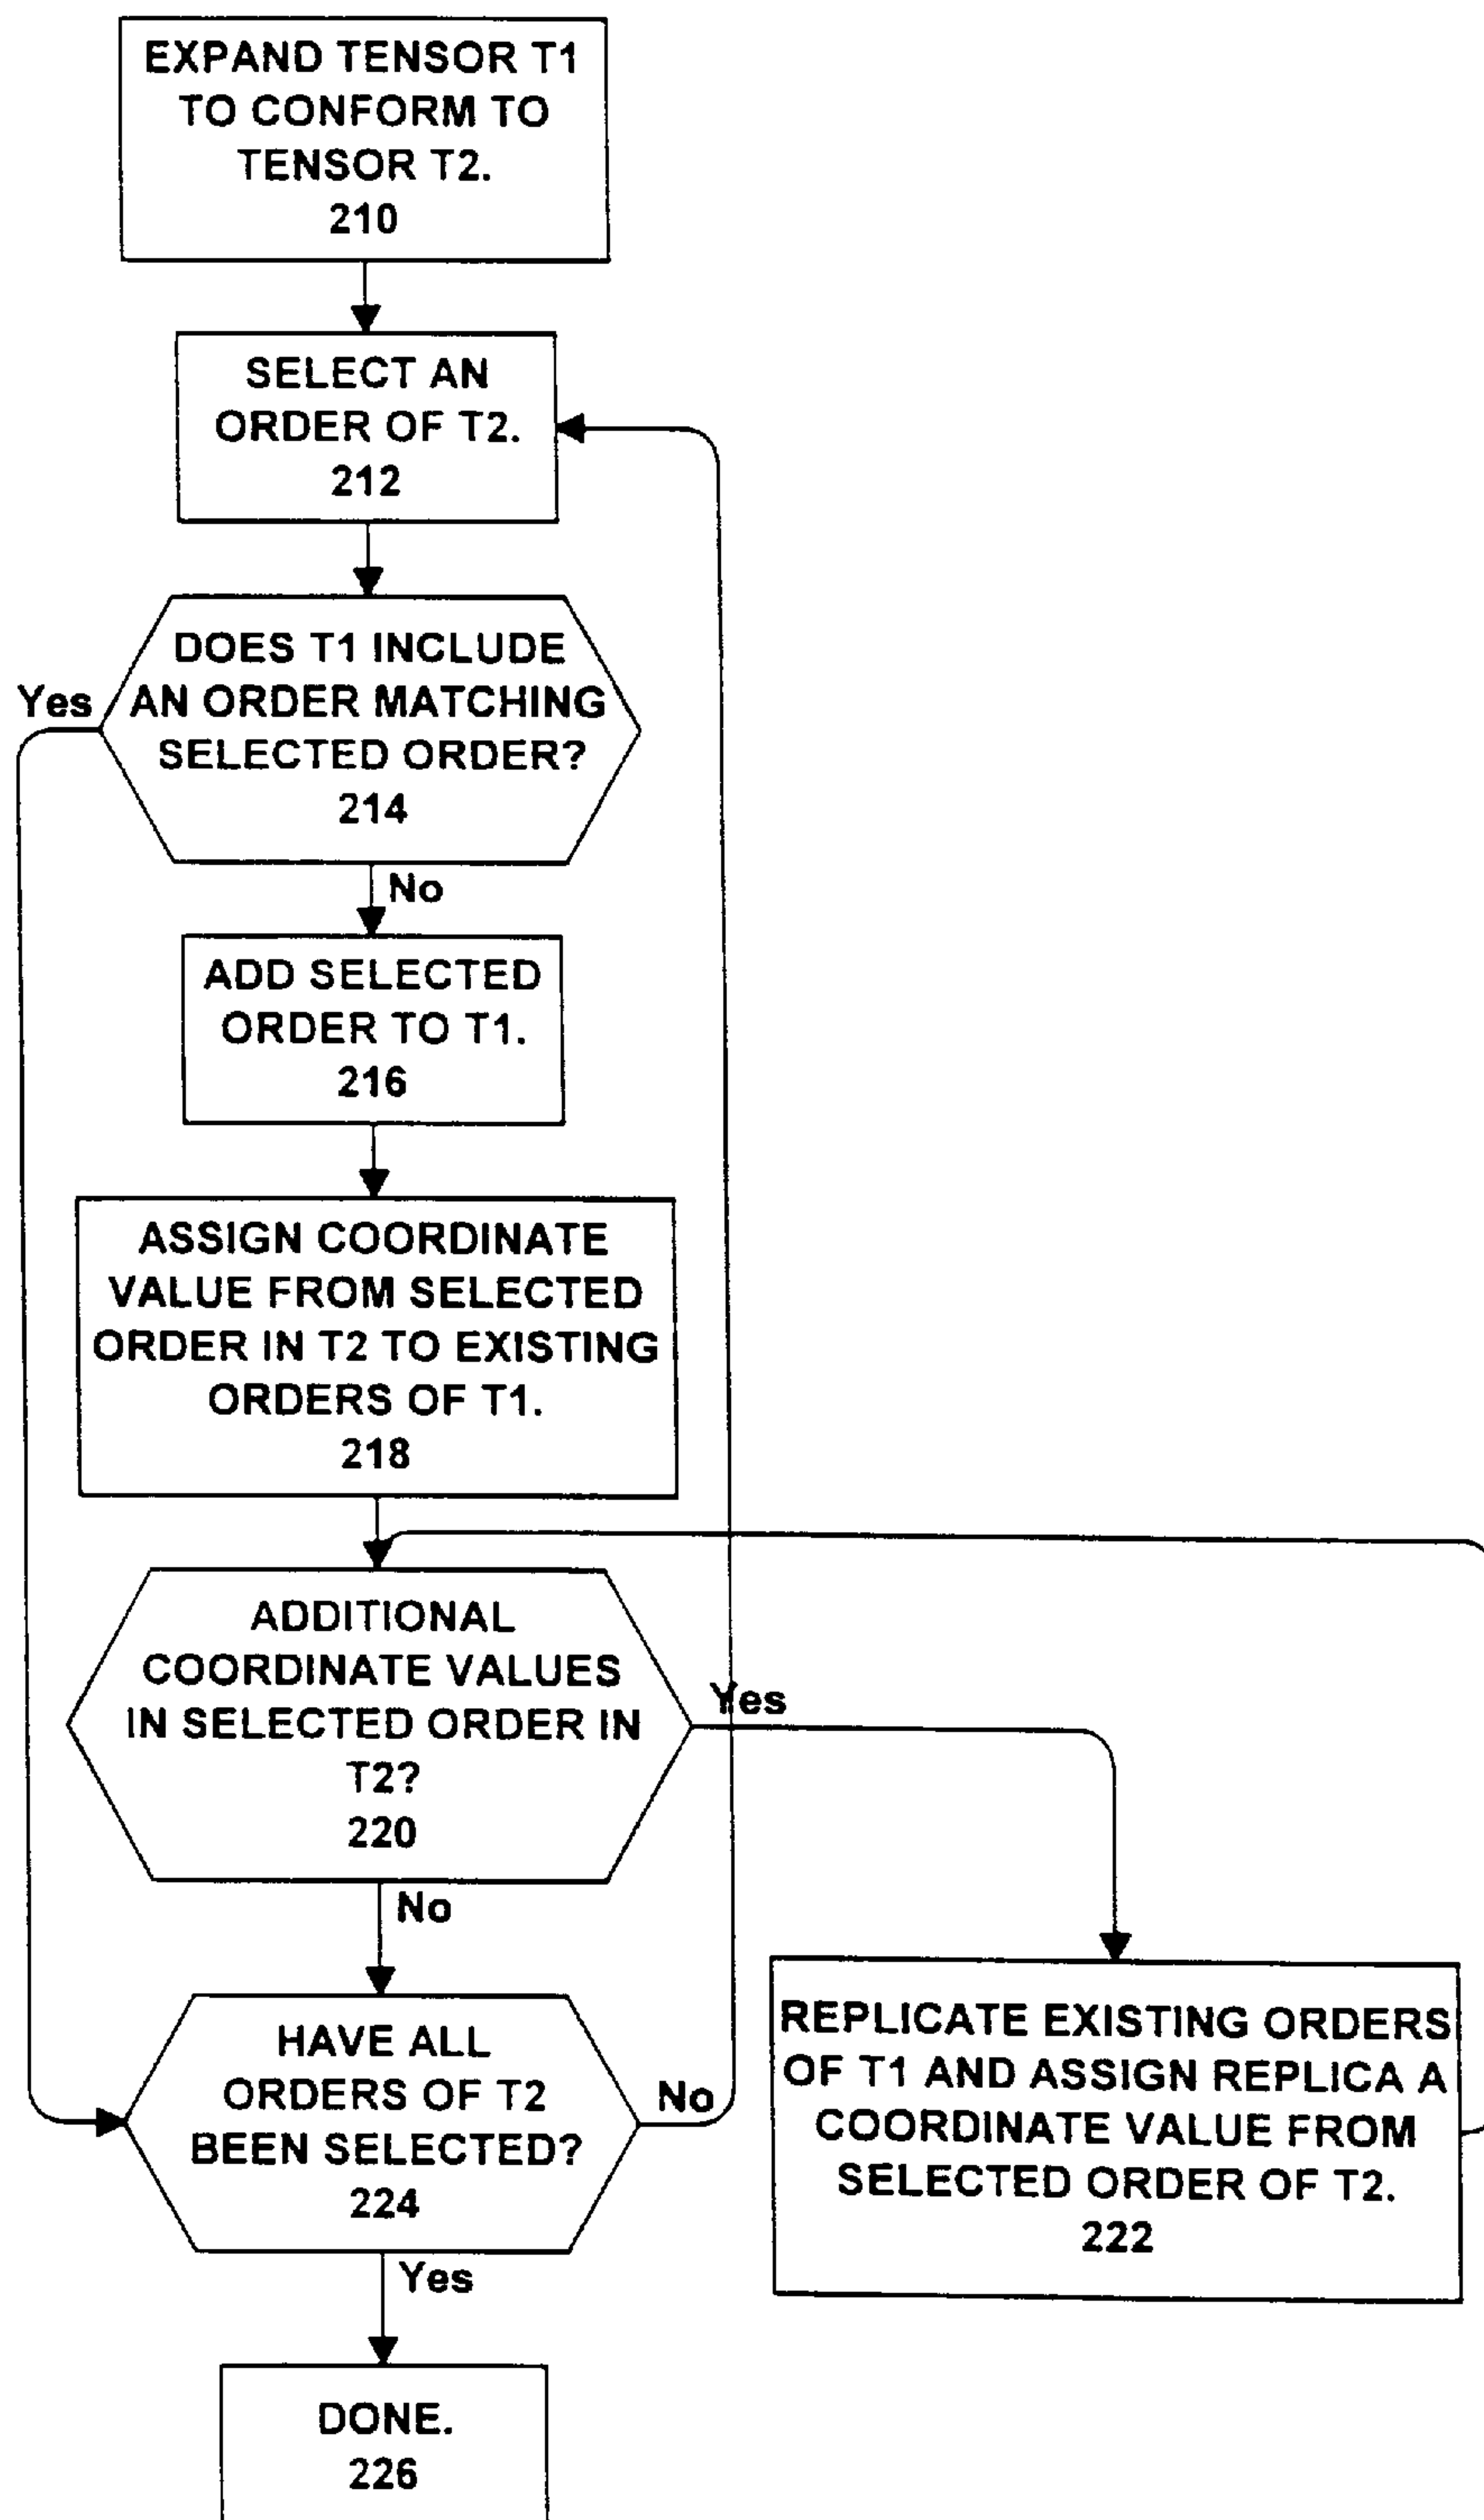 EXPAND TENSOR T1
TO CONFORM TO
TENSOR T2.
210
SELECT AN
ORDER OF T2.
212
DOES T1 INCLUDE
AN ORDER MATCHING
SELECTED ORDER?
214
Yes
No
ADD SELECTED
ORDER TO T1.
216
ASSIGN COORDINATE
VALUE FROM SELECTED
ORDER IN T2 TO EXISTING
ORDERS OF T1.
218
ADDITIONAL
COORDINATE VALUES
IN SELECTED ORDER IN
T2?
220
Yes
No
REPLICATE EXISTING ORDERS
OF T1 AND ASSIGN REPLICA A
COORDINATE VALUE FROM
SELECTED ORDER OF T2.
222
HAVE ALL
ORDERS OF T2
BEEN SELECTED?
224
No
Yes
DONE.
226